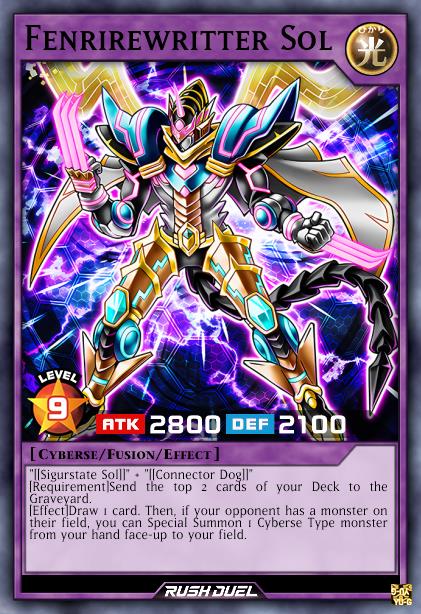 Fenrirewritter Sol
ひかり
光
LEVEL
9
ATK 2800 DEF 2100
[ Cyberse/Fusion/Effect ]
"[[Sigurstate Sol]]" + "[[Connector Dog]]"
[Requirement]Send the top 2 cards of your Deck to the
Graveyard.
[Effect]Draw 1 card. Then, if your opponent has a monster on
their field, you can Special Summon 1 Cyberse Type monster
from your hand face-up to your field.
RUSH DUEL